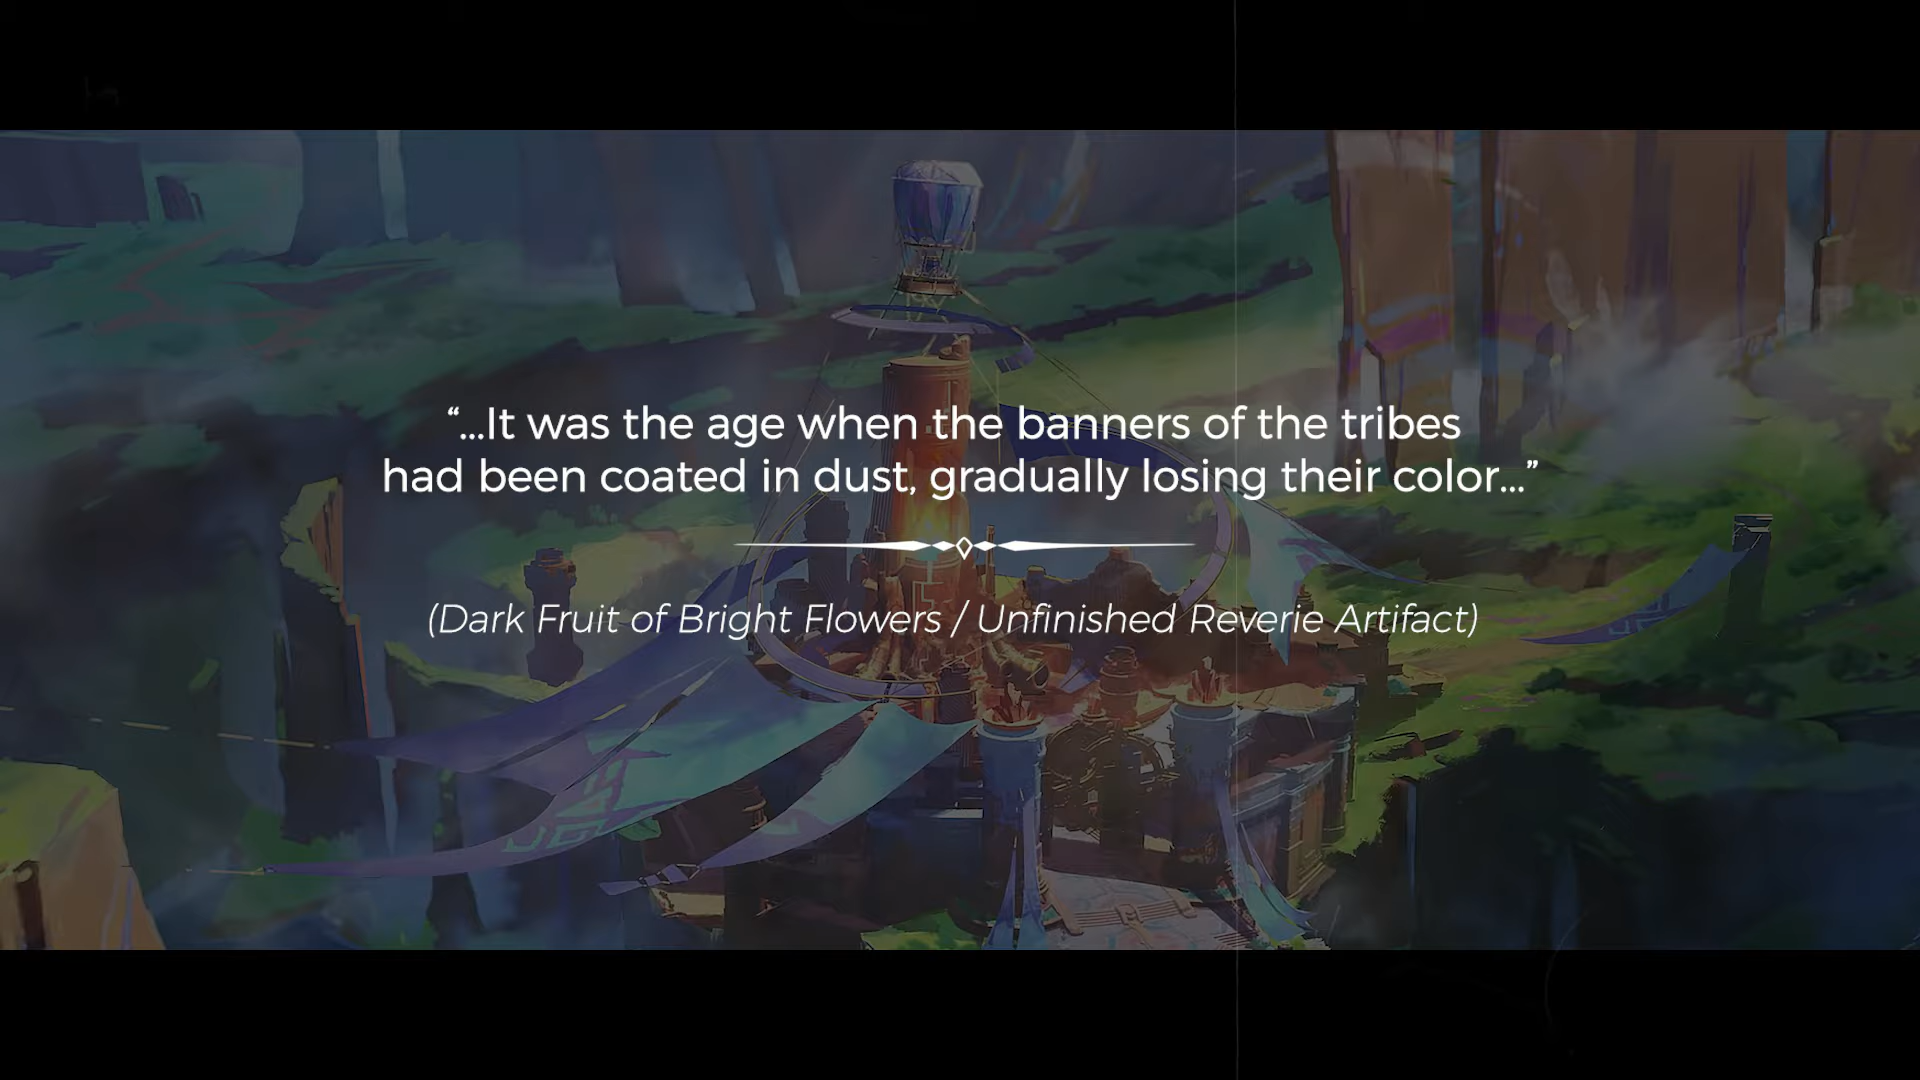 “...It was the age when the banners of the tribes
had been coated in dust, gradually losing their color...”
(Dark Fruit of Bright Flowers / Unfinished Reverie Artifact)